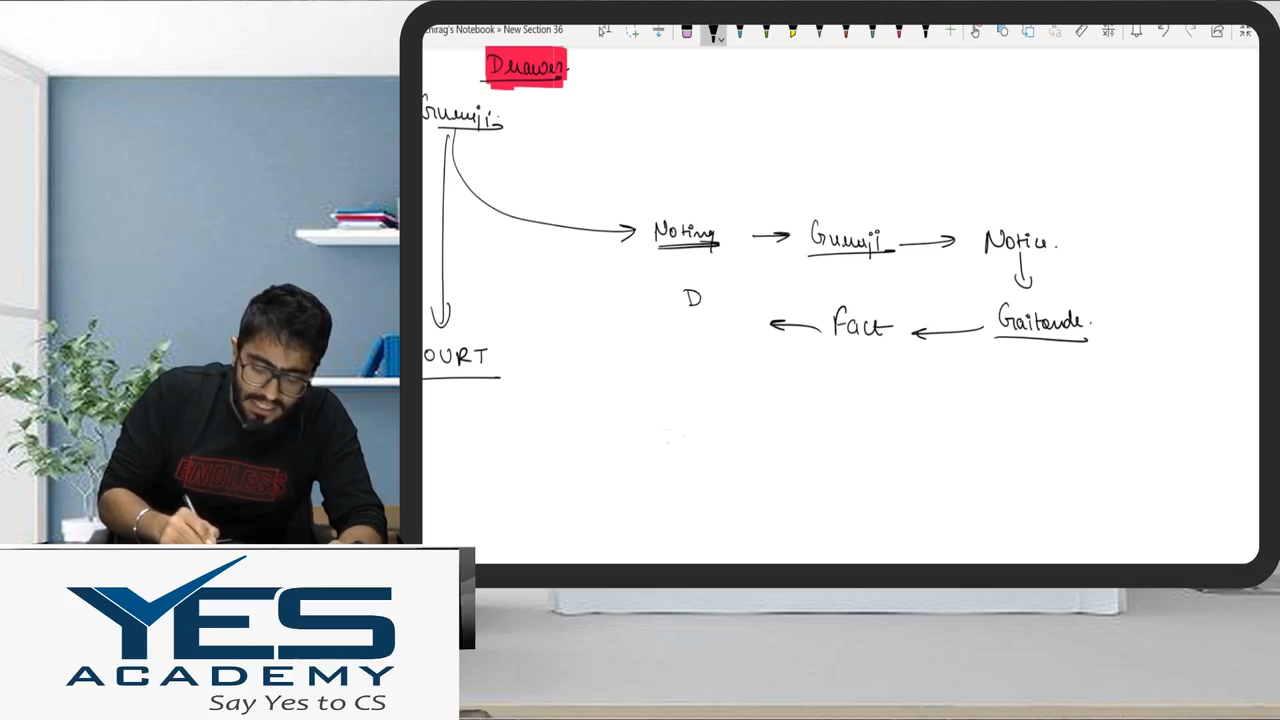 chirag's Notebook » New Section 36
Drawer.
Guruji.
Noting → Guruji → Notice.
D
← Fact ← Gaitonde.
OURT
ENDLESS
YES
ACADEMY
Say Yes to CS